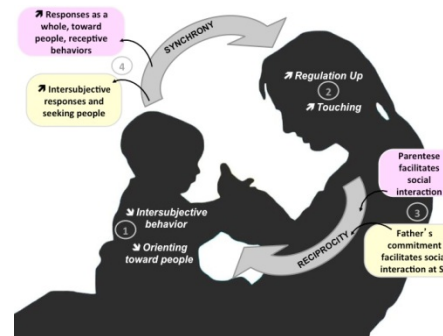 ↗ Responses as a
whole, toward
people, receptive
behaviors
4
SYNCHRONY
↗ Intersubjective
responses and
seeking people
↗ Regulation Up
2
↗ Touching
Parentese
facilitates
social
interaction
3
Father's
commitment
facilitates social
interaction at S
RECIPROCITY
↘ Intersubjective
behavior
1
↘ Orienting
toward people